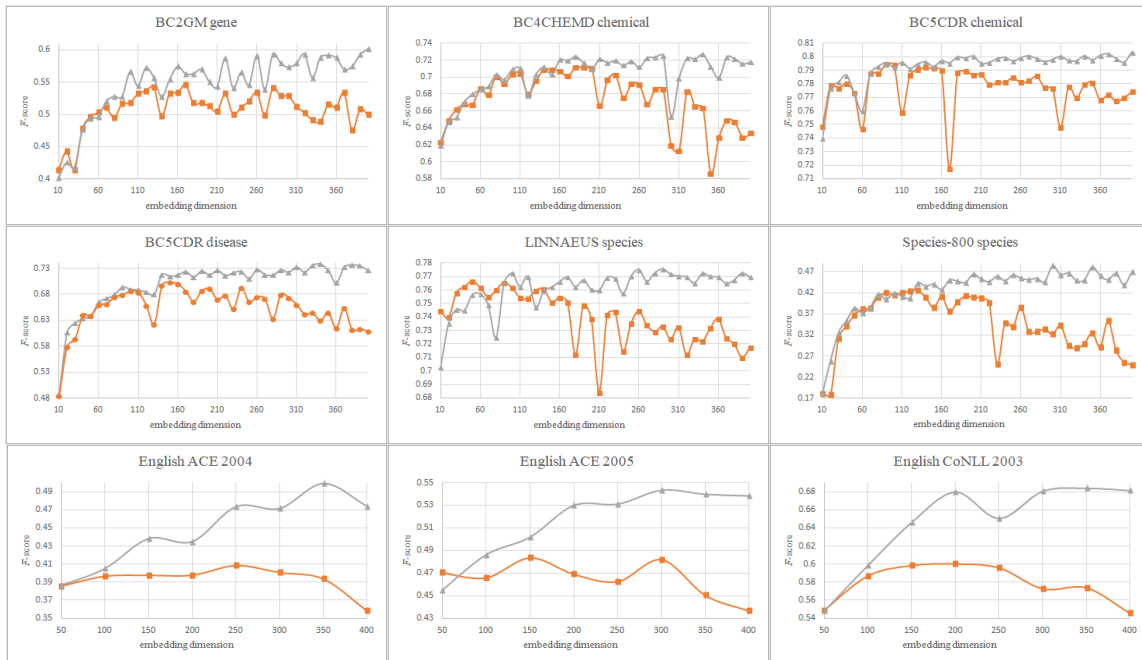 BC2GM gene
0.6
0.55
0.5
0.45
0.4
F-score
10 60 110 160 210 260 310 360
embedding dimension
BC4CHEMD chemical
0.74
0.72
0.7
0.68
0.66
0.64
0.62
0.6
0.58
F-score
10 60 110 160 210 260 310 360
embedding dimension
BC5CDR chemical
0.81
0.8
0.79
0.78
0.77
0.76
0.75
0.74
0.73
0.72
0.71
F-score
10 60 110 160 210 260 310 360
embedding dimension
BC5CDR disease
0.73
0.68
0.63
0.58
0.53
0.48
F-score
10 60 110 160 210 260 310 360
embedding dimension
LINNAEUS species
0.78
0.77
0.76
0.75
0.74
0.73
0.72
0.71
0.7
0.69
0.68
F-score
10 60 110 160 210 260 310 360
embedding dimension
Species-800 species
0.47
0.42
0.37
0.32
0.27
0.22
0.17
F-score
10 60 110 160 210 260 310 360
embedding dimension
English ACE 2004
0.49
0.47
0.45
0.43
0.41
0.39
0.37
0.35
F-score
50 100 150 200 250 300 350 400
embedding dimension
English ACE 2005
0.55
0.53
0.51
0.49
0.47
0.45
0.43
F-score
50 100 150 200 250 300 350 400
embedding dimension
English CoNLL 2003
0.68
0.66
0.64
0.62
0.6
0.58
0.56
0.54
F-score
50 100 150 200 250 300 350 400
embedding dimension